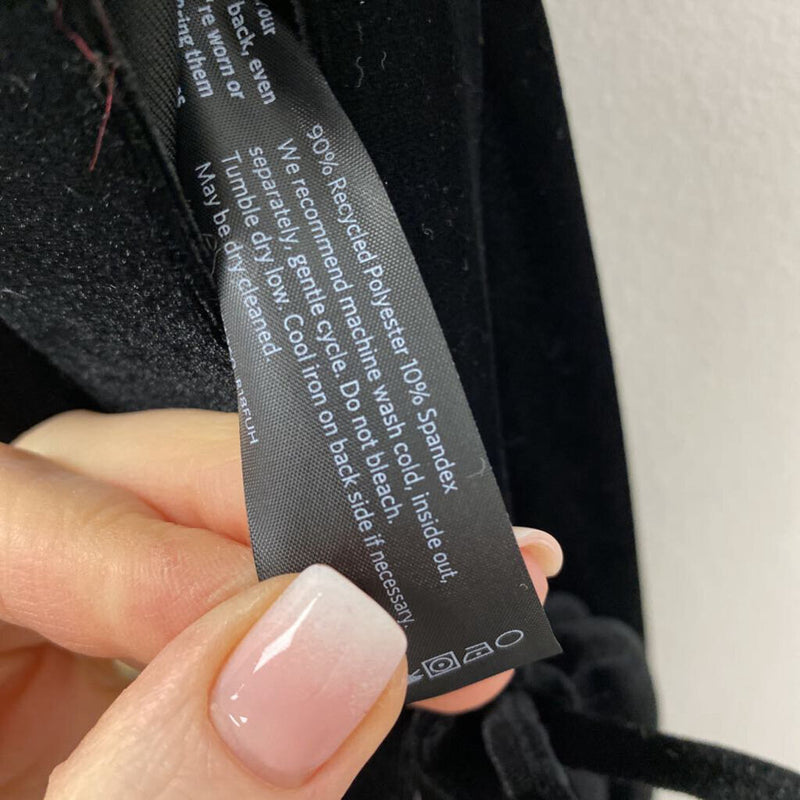 our
back, even
're worn or
ing them
90% Recycled Polyester 10% Spandex
We recommend machine wash cold, inside out,
separately, gentle cycle. Do not bleach.
Tumble dry low. Cool iron on back side if necessary.
May be dry cleaned
B18FUH